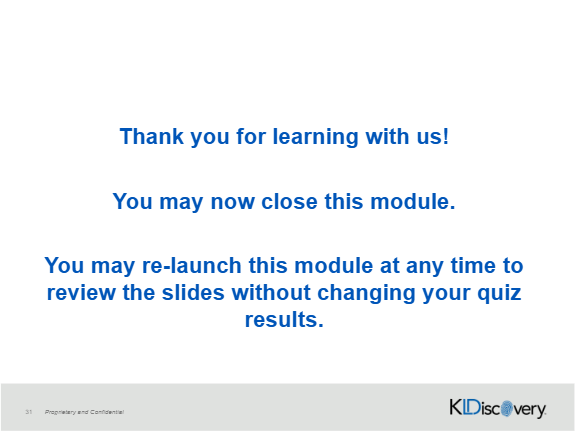 Thank you for learning with us!
You may now close this module.
You may re-launch this module at any time to
review the slides without changing your quiz
results.
31 Proprietary and Confidential
KLDiscovery